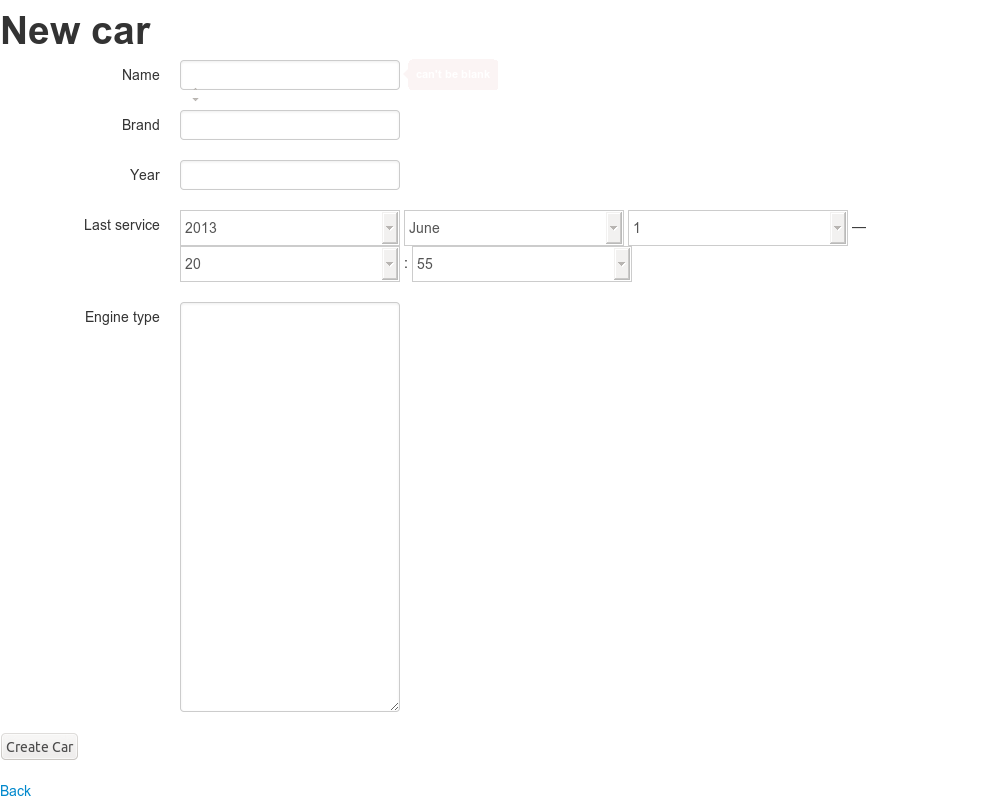 New car
Name can't be blank
Brand
Year
Last service 2013 June 1 —
20 : 55
Engine type
Create Car
Back